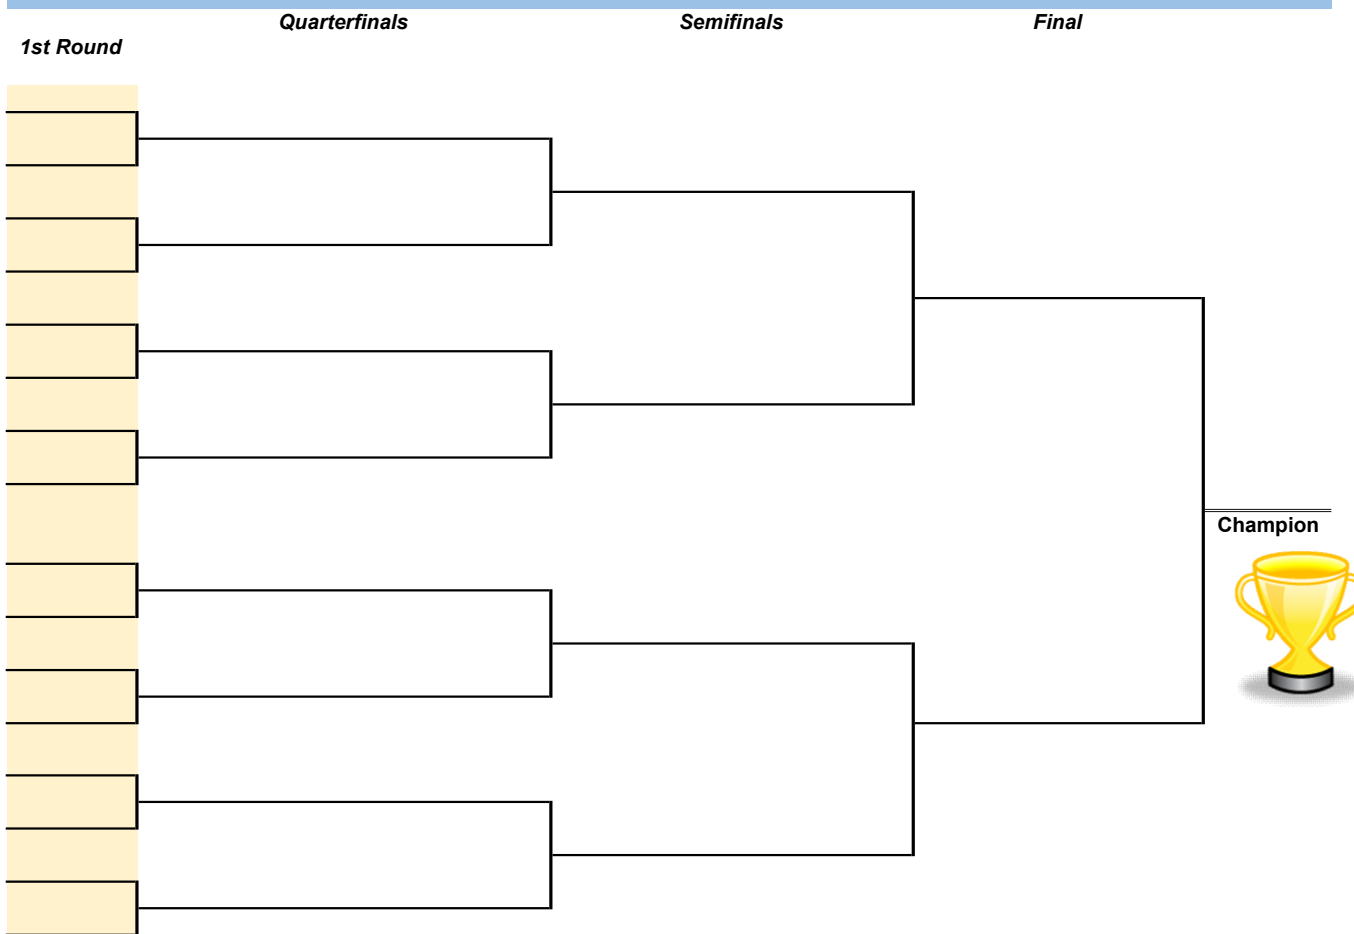 Quarterfinals
Semifinals
Final
1st Round
Champion